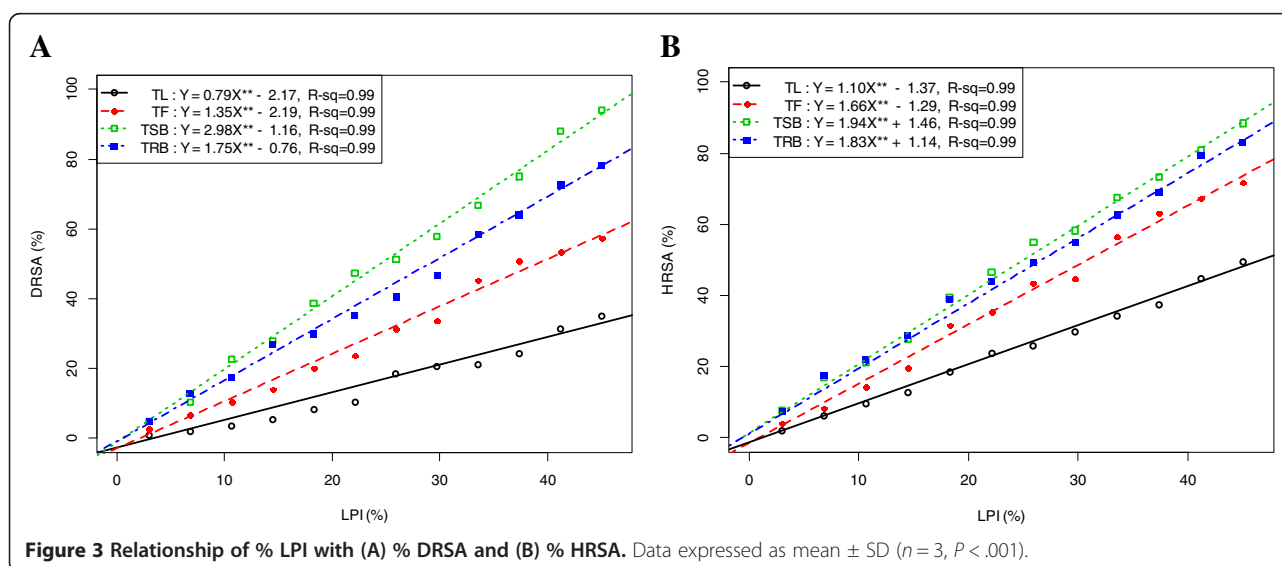 A
TL : Y = 0.79X** - 2.17, R-sq=0.99
TF : Y = 1.35X** - 2.19, R-sq=0.99
TSB : Y = 2.98X** - 1.16, R-sq=0.99
TRB : Y = 1.75X** - 0.76, R-sq=0.99
100
80
60
40
20
0
DRSA (%)
0 10 20 30 40
LPI (%)
B
TL : Y = 1.10X** - 1.37, R-sq=0.99
TF : Y = 1.66X** - 1.29, R-sq=0.99
TSB : Y = 1.94X** + 1.46, R-sq=0.99
TRB : Y = 1.83X** + 1.14, R-sq=0.99
100
80
60
40
20
0
HRSA (%)
0 10 20 30 40
LPI (%)
Figure 3 Relationship of % LPI with (A) % DRSA and (B) % HRSA. Data expressed as mean ± SD (n = 3, P < .001).